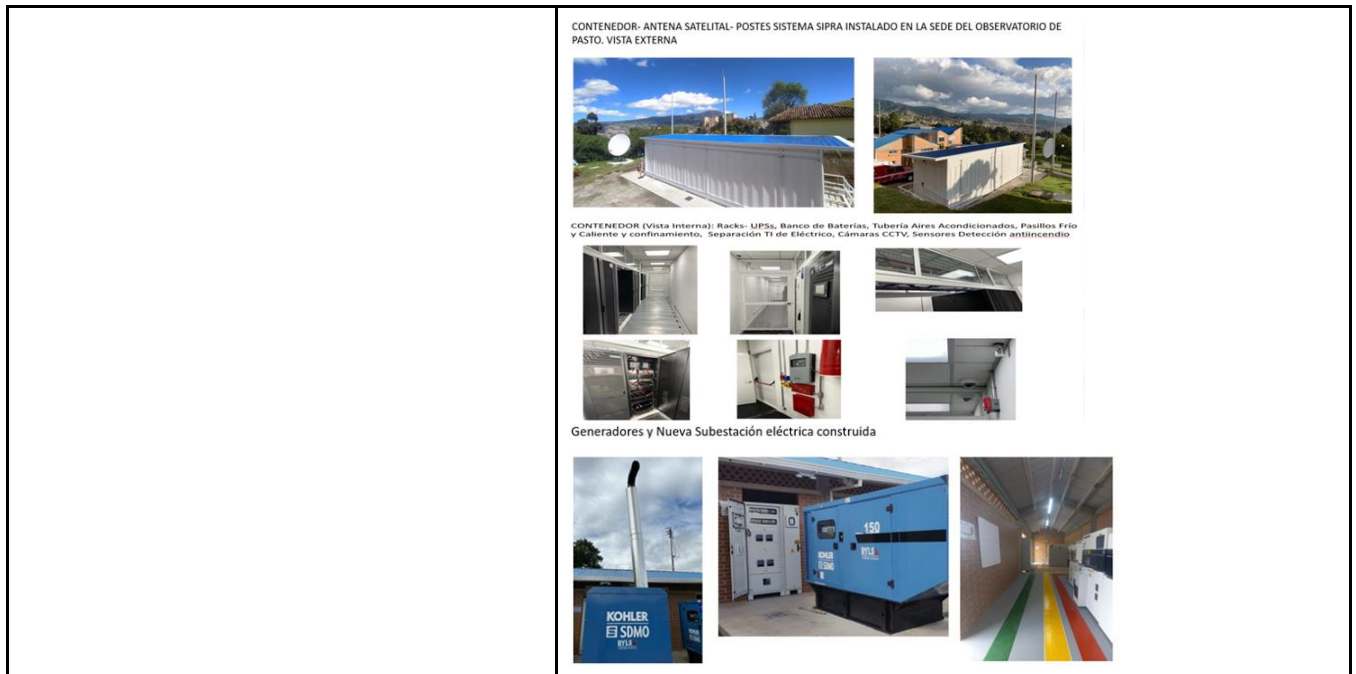 CONTENEDOR- ANTENA SATELITAL- POSTES SISTEMA SIPRA INSTALADO EN LA SEDE DEL OBSERVATORIO DE
PASTO. VISTA EXTERNA
CONTENEDOR (Vista Interna): Racks- UPSs, Banco de Baterías, Tubería Aires Acondicionados, Pasillos Frío
y Caliente y confinamiento, Separación TI de Eléctrico, Cámaras CCTV, Sensores Detección antiincendio
Generadores y Nueva Subestación eléctrica construida
KOHLER
SDMO
150
KOHLER
SDMO